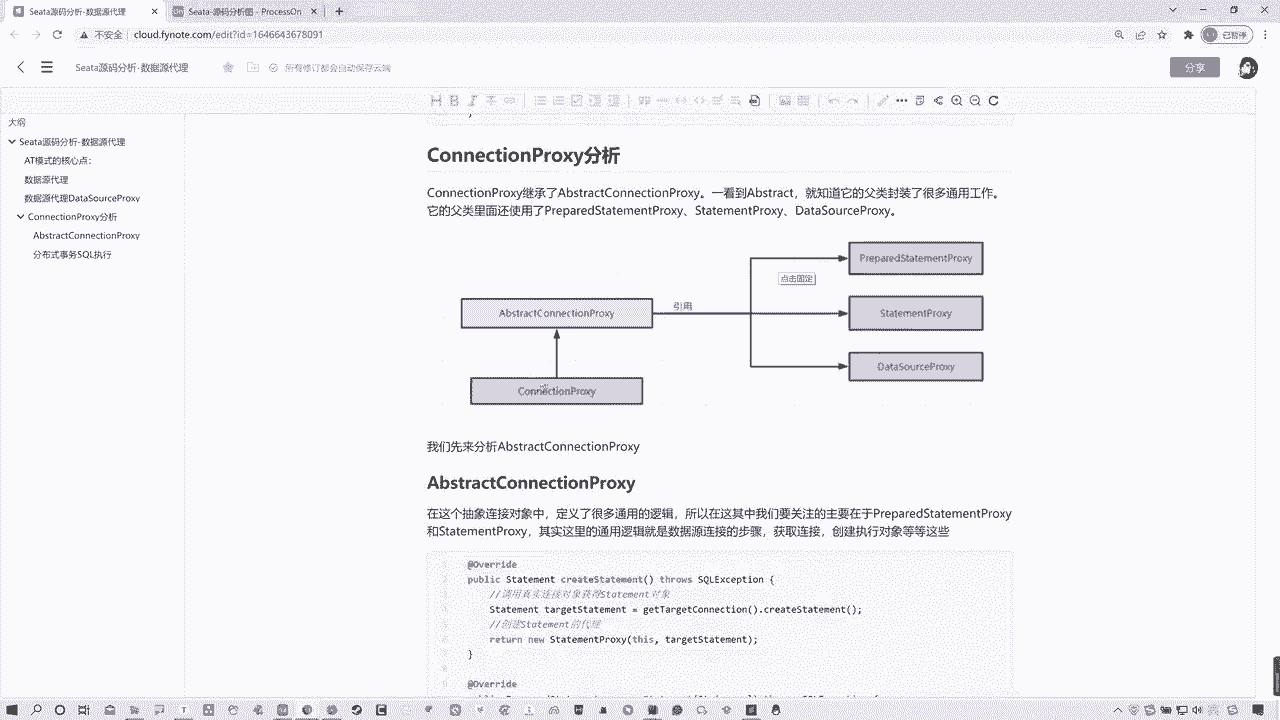 Seata源码分析-数据源代理
Seata-源码分析图 - ProcessOn
不安全
cloud.fynote.com/edit?id=1646643678091
已暂停
Seata源码分析-数据源代理
所有修订都会自动保存云端
分享
大纲
Seata源码分析-数据源代理
AT模式的核心点:
数据源代理
数据源代理DataSourceProxy
ConnectionProxy分析
AbstractConnectionProxy
分布式事务SQL执行
}
ConnectionProxy分析
ConnectionProxy继承了AbstractConnectionProxy。一看到Abstract，就知道它的父类封装了很多通用工作。
它的父类里面还使用了PreparedStatementProxy、StatementProxy、DataSourceProxy。
PreparedStatementProxy
点击固定
引用
AbstractConnectionProxy
StatementProxy
DataSourceProxy
ConnectionProxy
我们先来分析AbstractConnectionProxy
AbstractConnectionProxy
在这个抽象连接对象中，定义了很多通用的逻辑，所以在这其中我们要关注的主要在于PreparedStatementProxy
和StatementProxy，其实这里的通用逻辑就是数据源连接的步骤，获取连接，创建执行对象等等这些
@Override
public Statement createStatement() throws SQLException {
//调用真实连接对象获得Statement对象
Statement targetStatement = getTargetConnection().createStatement();
//创建Statement的代理
return new StatementProxy(this, targetStatement);
}
@Override